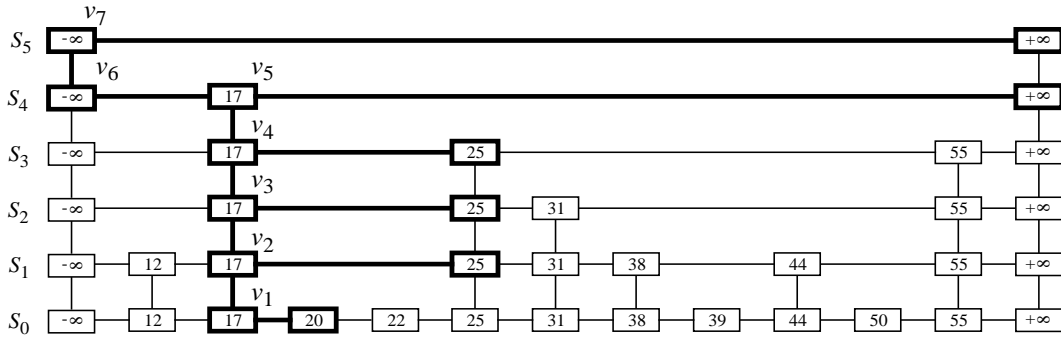 v7
S5 -∞ +∞
v6 v5
S4 -∞ 17 +∞
v4
S3 -∞ 17 25 55 +∞
v3
S2 -∞ 17 25 31 55 +∞
v2
S1 -∞ 12 17 25 31 38 44 55 +∞
v1
S0 -∞ 12 17 20 22 25 31 38 39 44 50 55 +∞